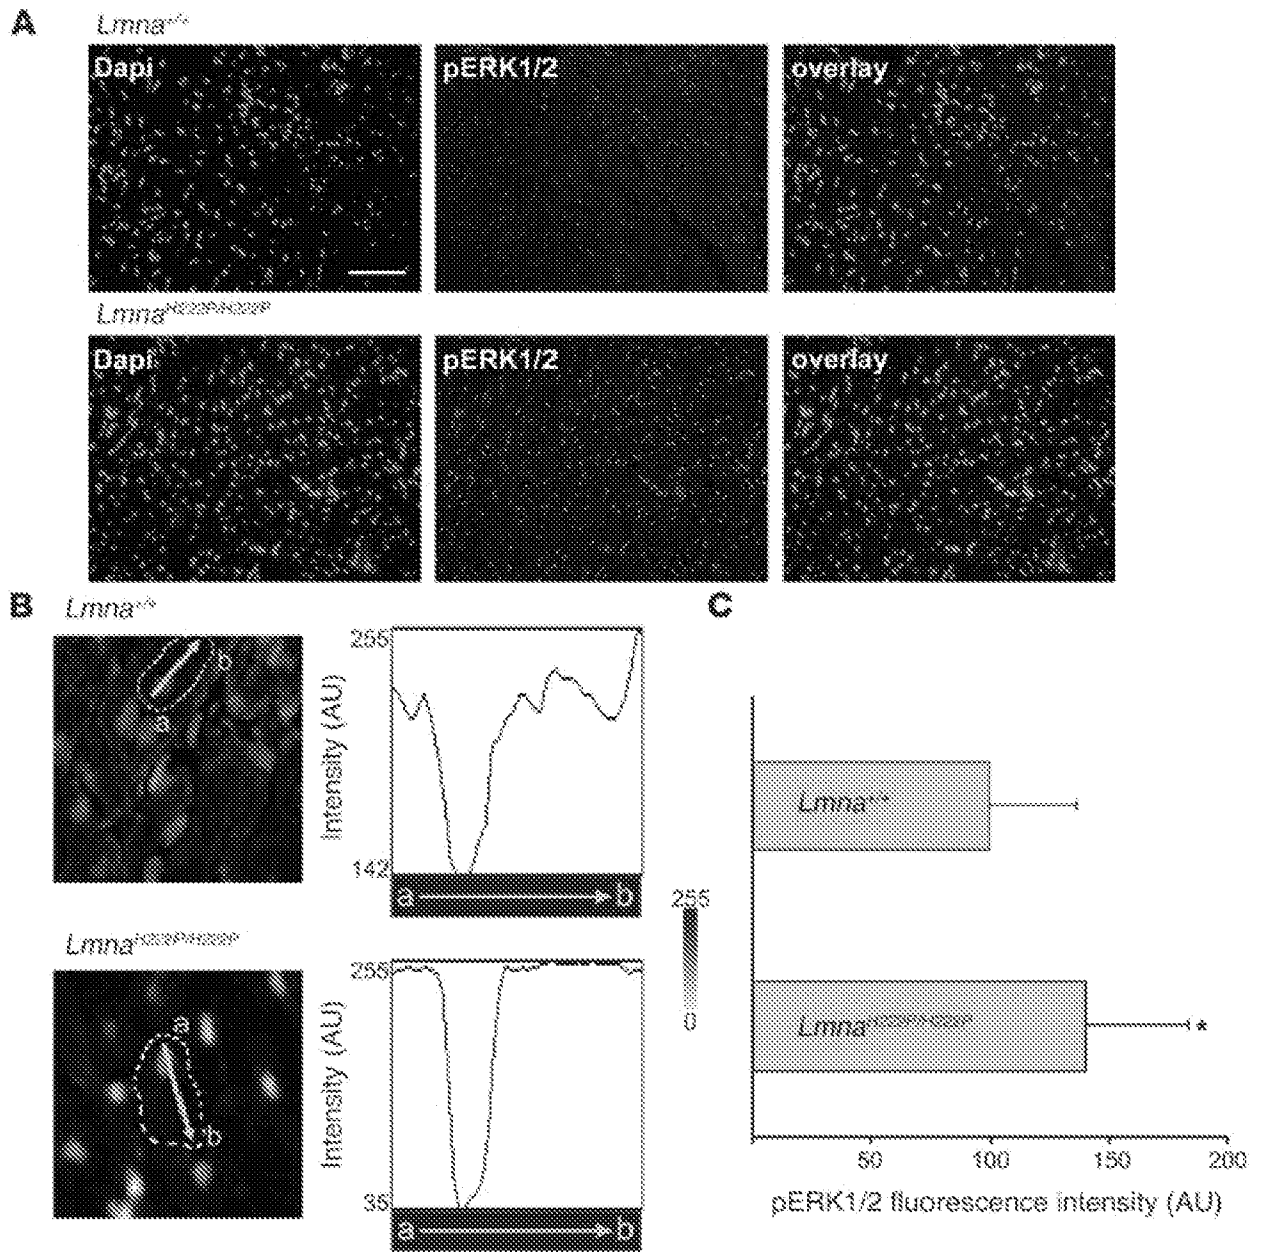 A
Lmna+/+
Dapi
pERK1/2
overlay
LmnaH222P/H222P
Dapi
pERK1/2
overlay
B
Lmna+/+
b
a
255
Intensity (AU)
142
a b
LmnaH222P/H222P
a
b
255
Intensity (AU)
35
a b
255
0
C
Lmna+/+
LmnaH222P/H222P
*
50 100 150 200
pERK1/2 fluorescence intensity (AU)